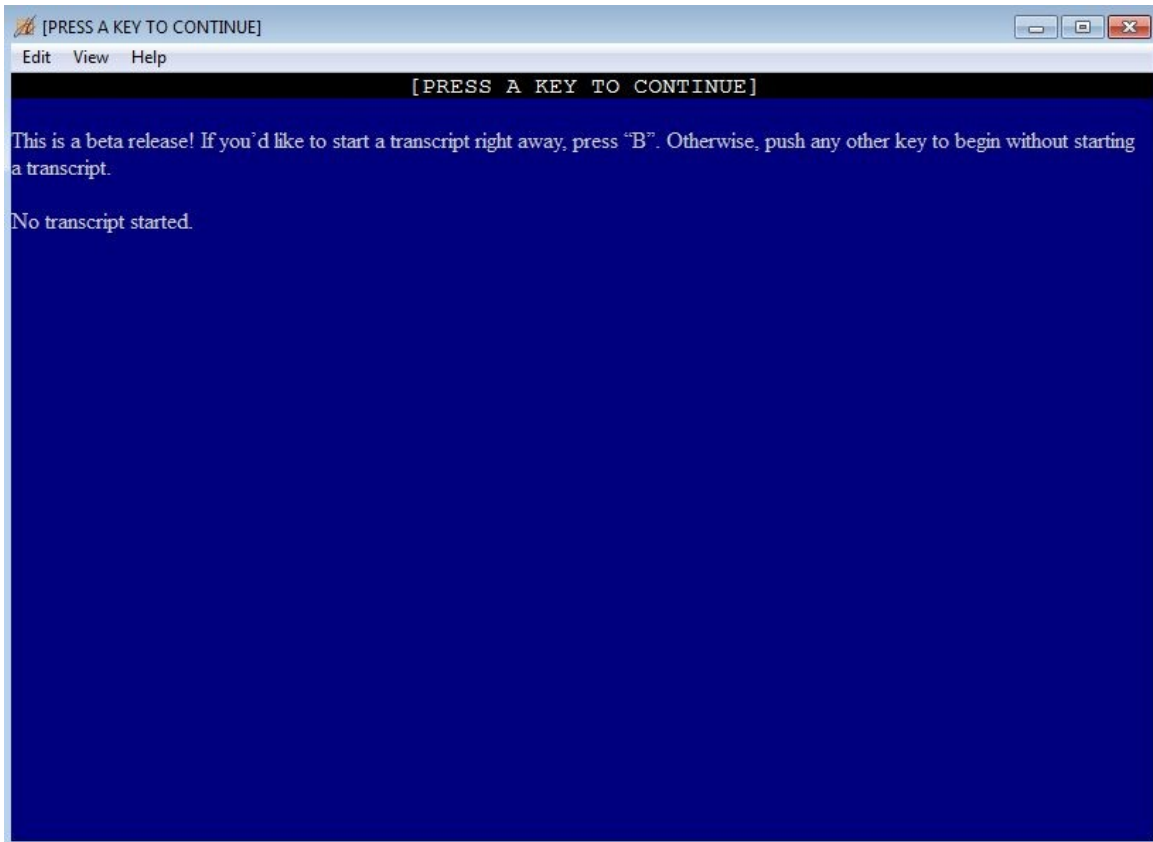 [PRESS A KEY TO CONTINUE]
Edit View Help
[PRESS A KEY TO CONTINUE]
This is a beta release! If you’d like to start a transcript right away, press “B”. Otherwise, push any other key to begin without starting
a transcript.
No transcript started.